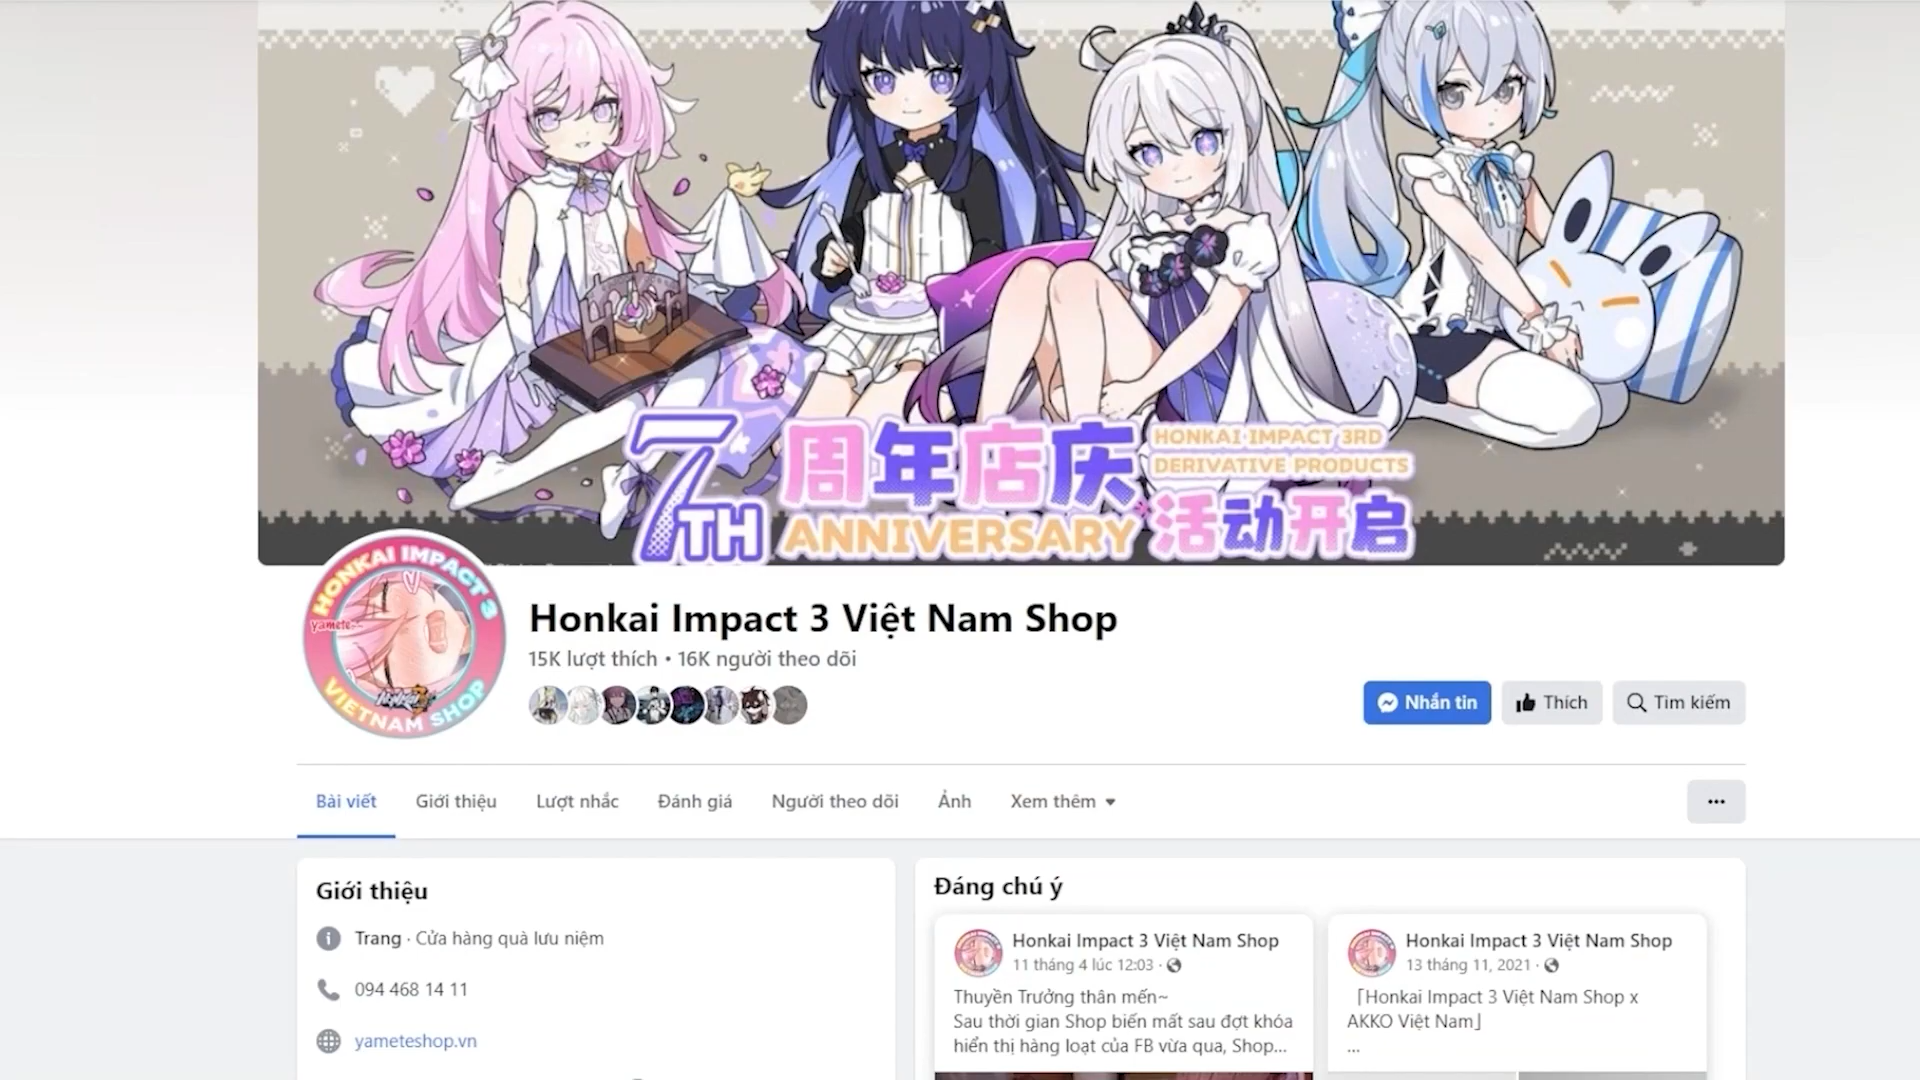 7TH 周年店庆 HONKAI IMPACT 3RD
DERIVATIVE PRODUCTS
ANNIVERSARY 活动开启
HONKAI IMPACT 3
yamete~
VIETNAM SHOP
Honkai Impact 3 Việt Nam Shop
15K lượt thích • 16K người theo dõi
Nhắn tin
Thích
Tìm kiếm
Bài viết
Giới thiệu
Lượt nhắc
Đánh giá
Người theo dõi
Ảnh
Xem thêm
Giới thiệu
Trang · Cửa hàng quà lưu niệm
094 468 14 11
yameteshop.vn
Đáng chú ý
Honkai Impact 3 Việt Nam Shop
11 tháng 4 lúc 12:03 ·
Thuyền Trưởng thân mến~
Sau thời gian Shop biến mất sau đợt khóa
hiển thị hàng loạt của FB vừa qua, Shop...
Honkai Impact 3 Việt Nam Shop
13 tháng 11, 2021 ·
「Honkai Impact 3 Việt Nam Shop x
AKKO Việt Nam」
...